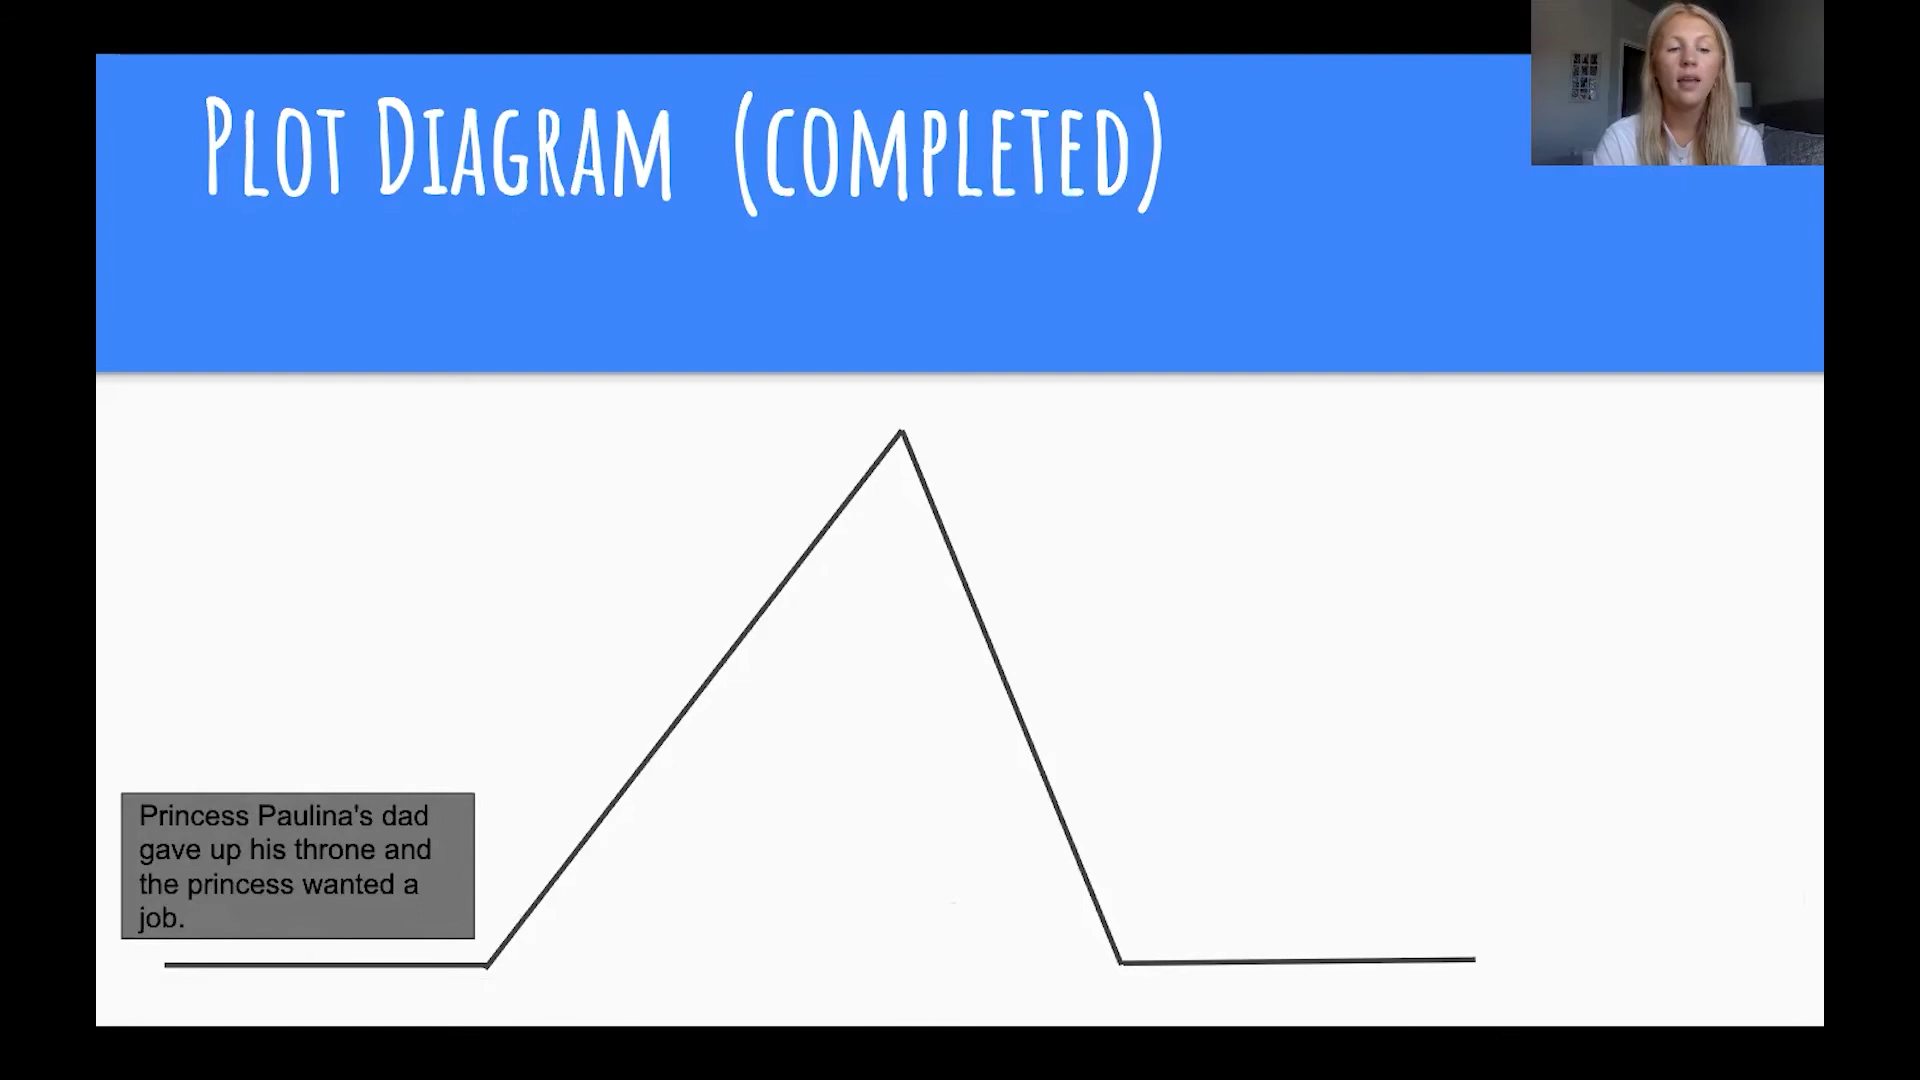 PLOT DIAGRAM (COMPLETED)
Princess Paulina's dad
gave up his throne and
the princess wanted a
job.